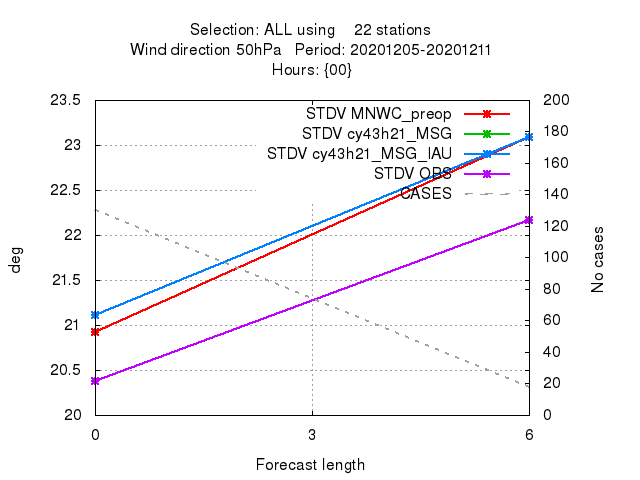 Selection: ALL using 22 stations
Wind direction 50hPa Period: 20201205-20201211
Hours: {00}
23.5 200
STDV MNWC_preop
180
STDV cy43h21_MSG
23
STDV cy43h21_MSG_IAU
160
STDV OPS
22.5
CASES
140
22 120
100
21.5
80
21 60
40
20.5
20
20 0
deg
No cases
0 3 6
Forecast length